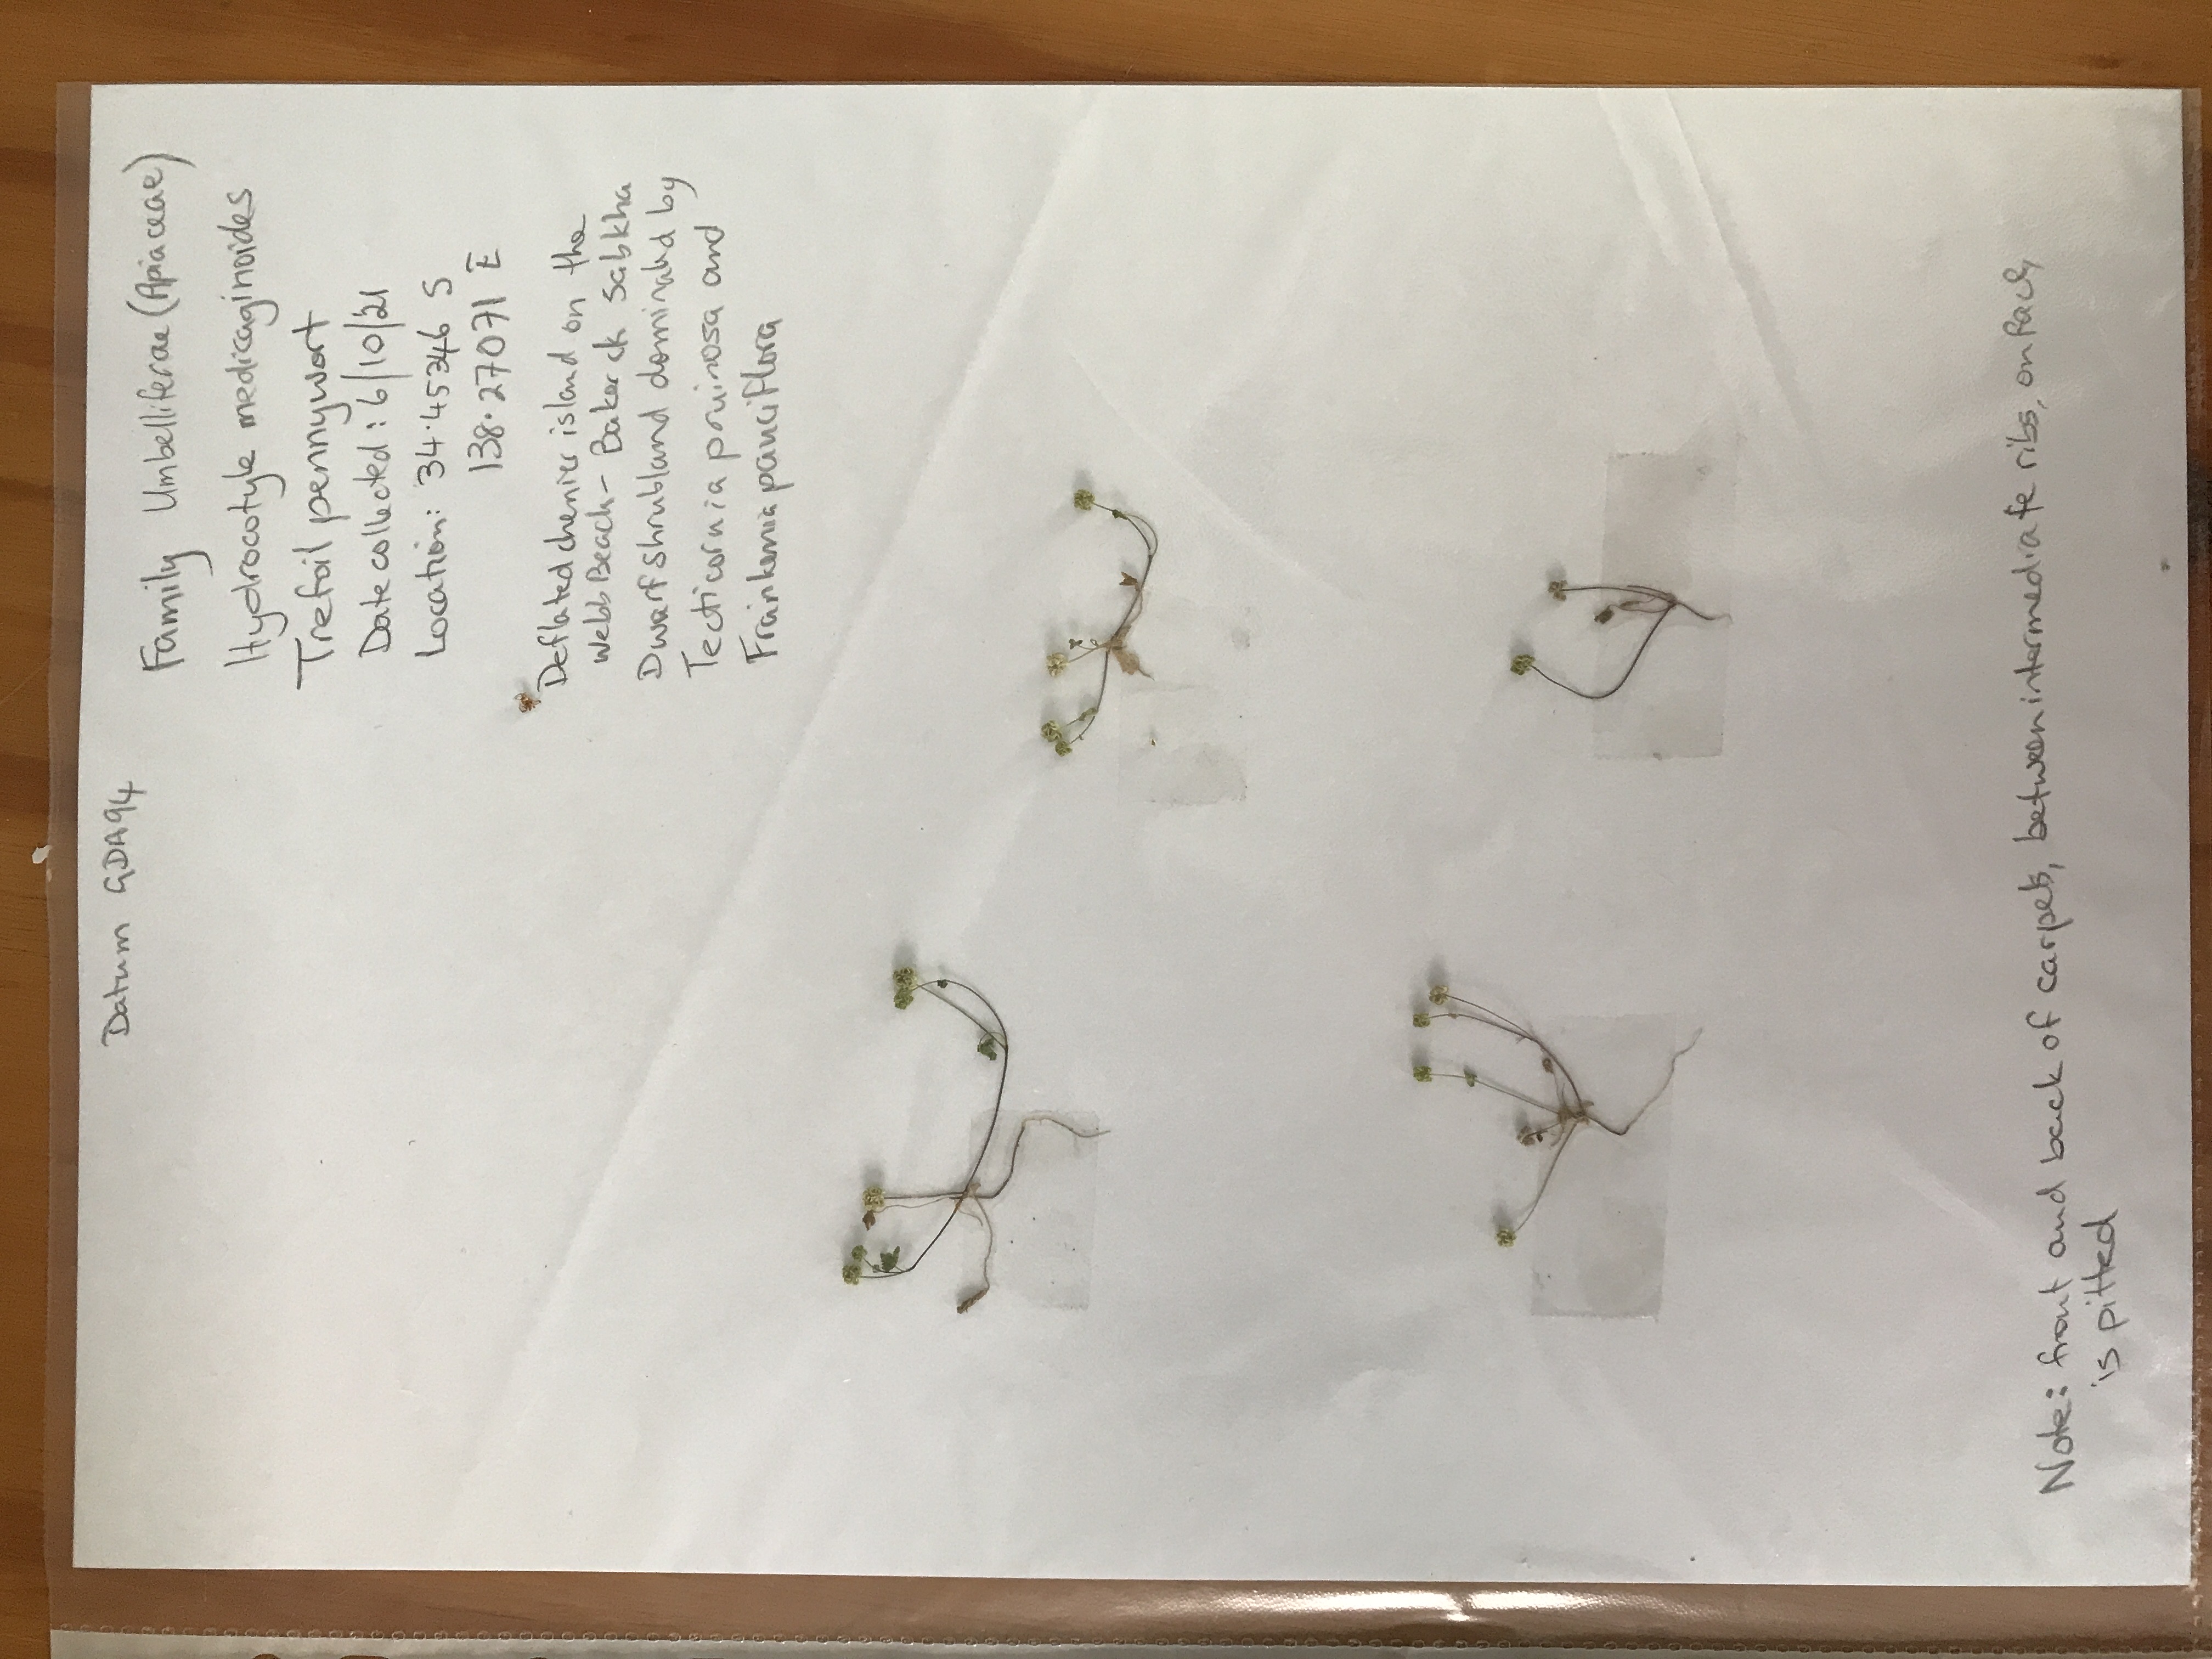 Datum GDA94
Family Umbelliferae (Apiaceae)
Hydrocotyle medicaginoides
Trefoil pennywort
Date collected: 6/10/'21
Location: 34.45346 S
138.27071 E
Deflated chenier island on the
Webb Beach - Baker ck Sabkha
Dwarf shrubland dominated by
Tecticornia pruinosa and
Frankenia pauciflora
Note: front and back of carpels, between intermediate ribs, on face,
is pitted